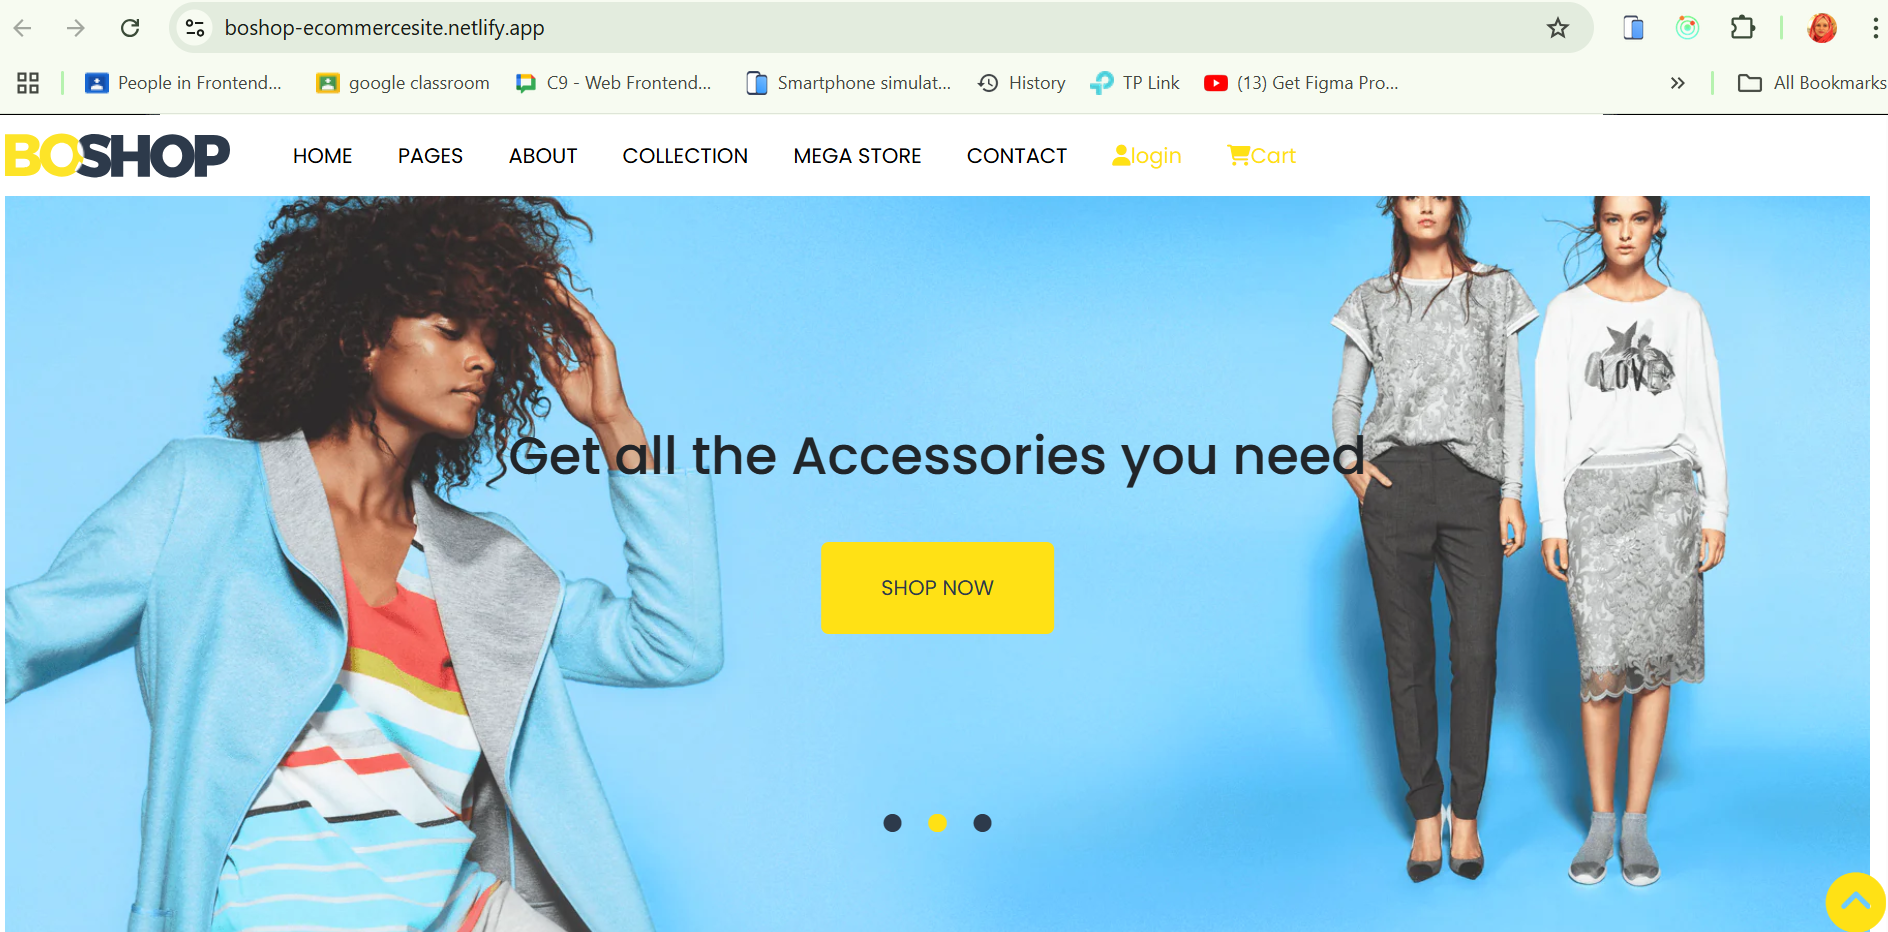 boshop-ecommercesite.netlify.app
People in Frontend... google classroom C9 - Web Frontend... Smartphone simulat... History TP Link (13) Get Figma Pro... » All Bookmarks
BOSHOP HOME PAGES ABOUT COLLECTION MEGA STORE CONTACT login Cart
LOVE
Get all the Accessories you need
SHOP NOW